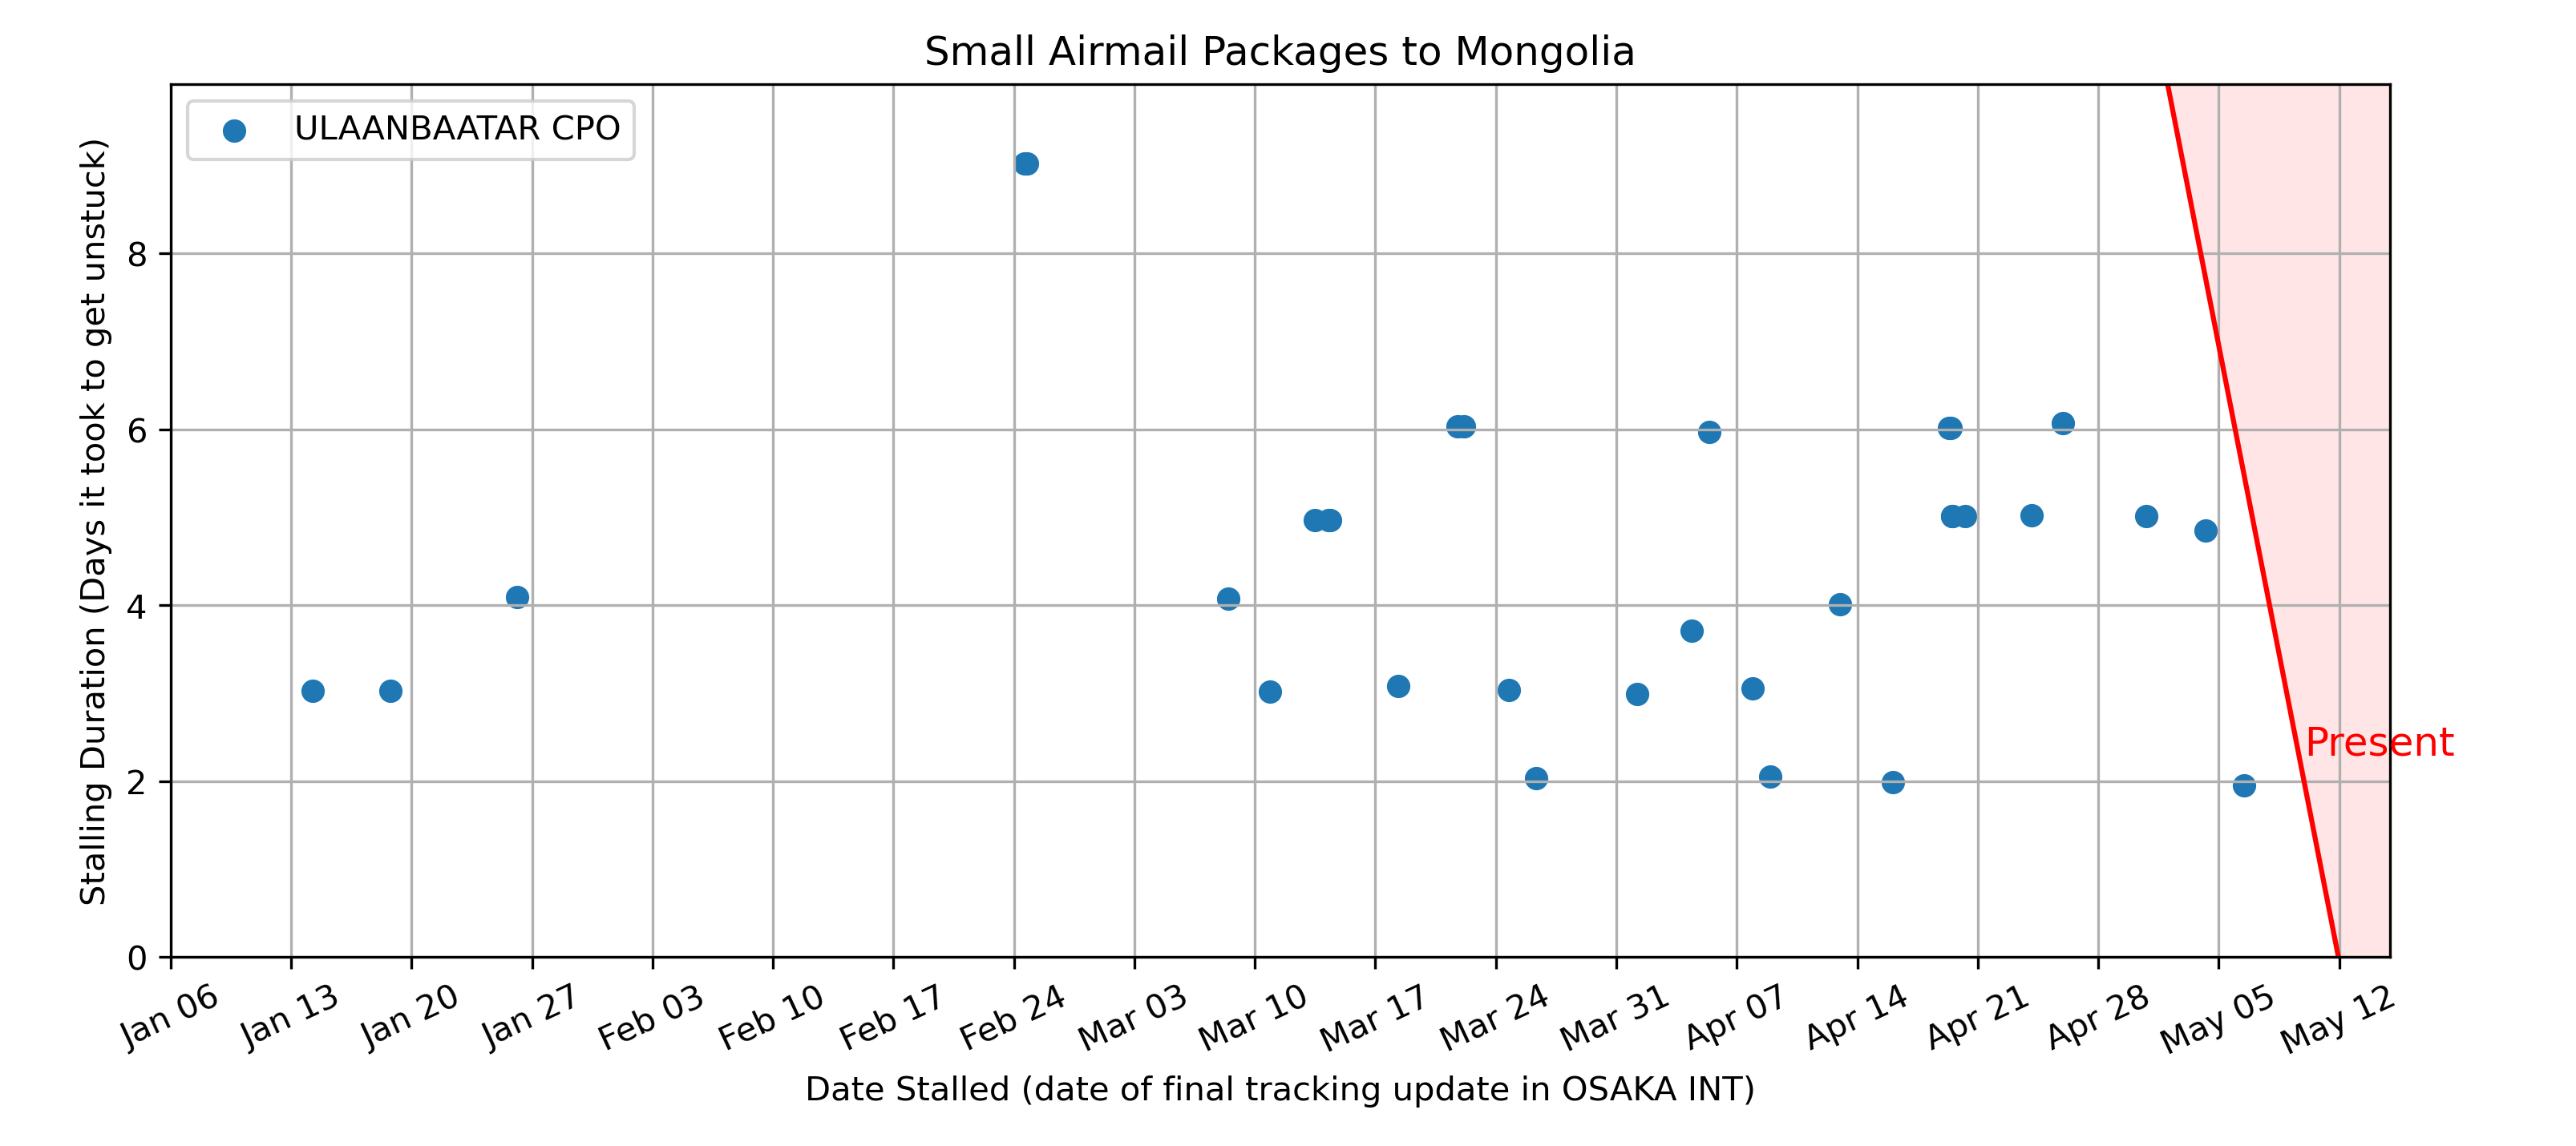 Small Airmail Packages to Mongolia
ULAANBAATAR CPO
Stalling Duration (Days it took to get unstuck)
8
6
4
2
0
Present
Jan 06 Jan 13 Jan 20 Jan 27 Feb 03 Feb 10 Feb 17 Feb 24 Mar 03 Mar 10 Mar 17 Mar 24 Mar 31 Apr 07 Apr 14 Apr 21 Apr 28 May 05 May 12
Date Stalled (date of final tracking update in OSAKA INT)